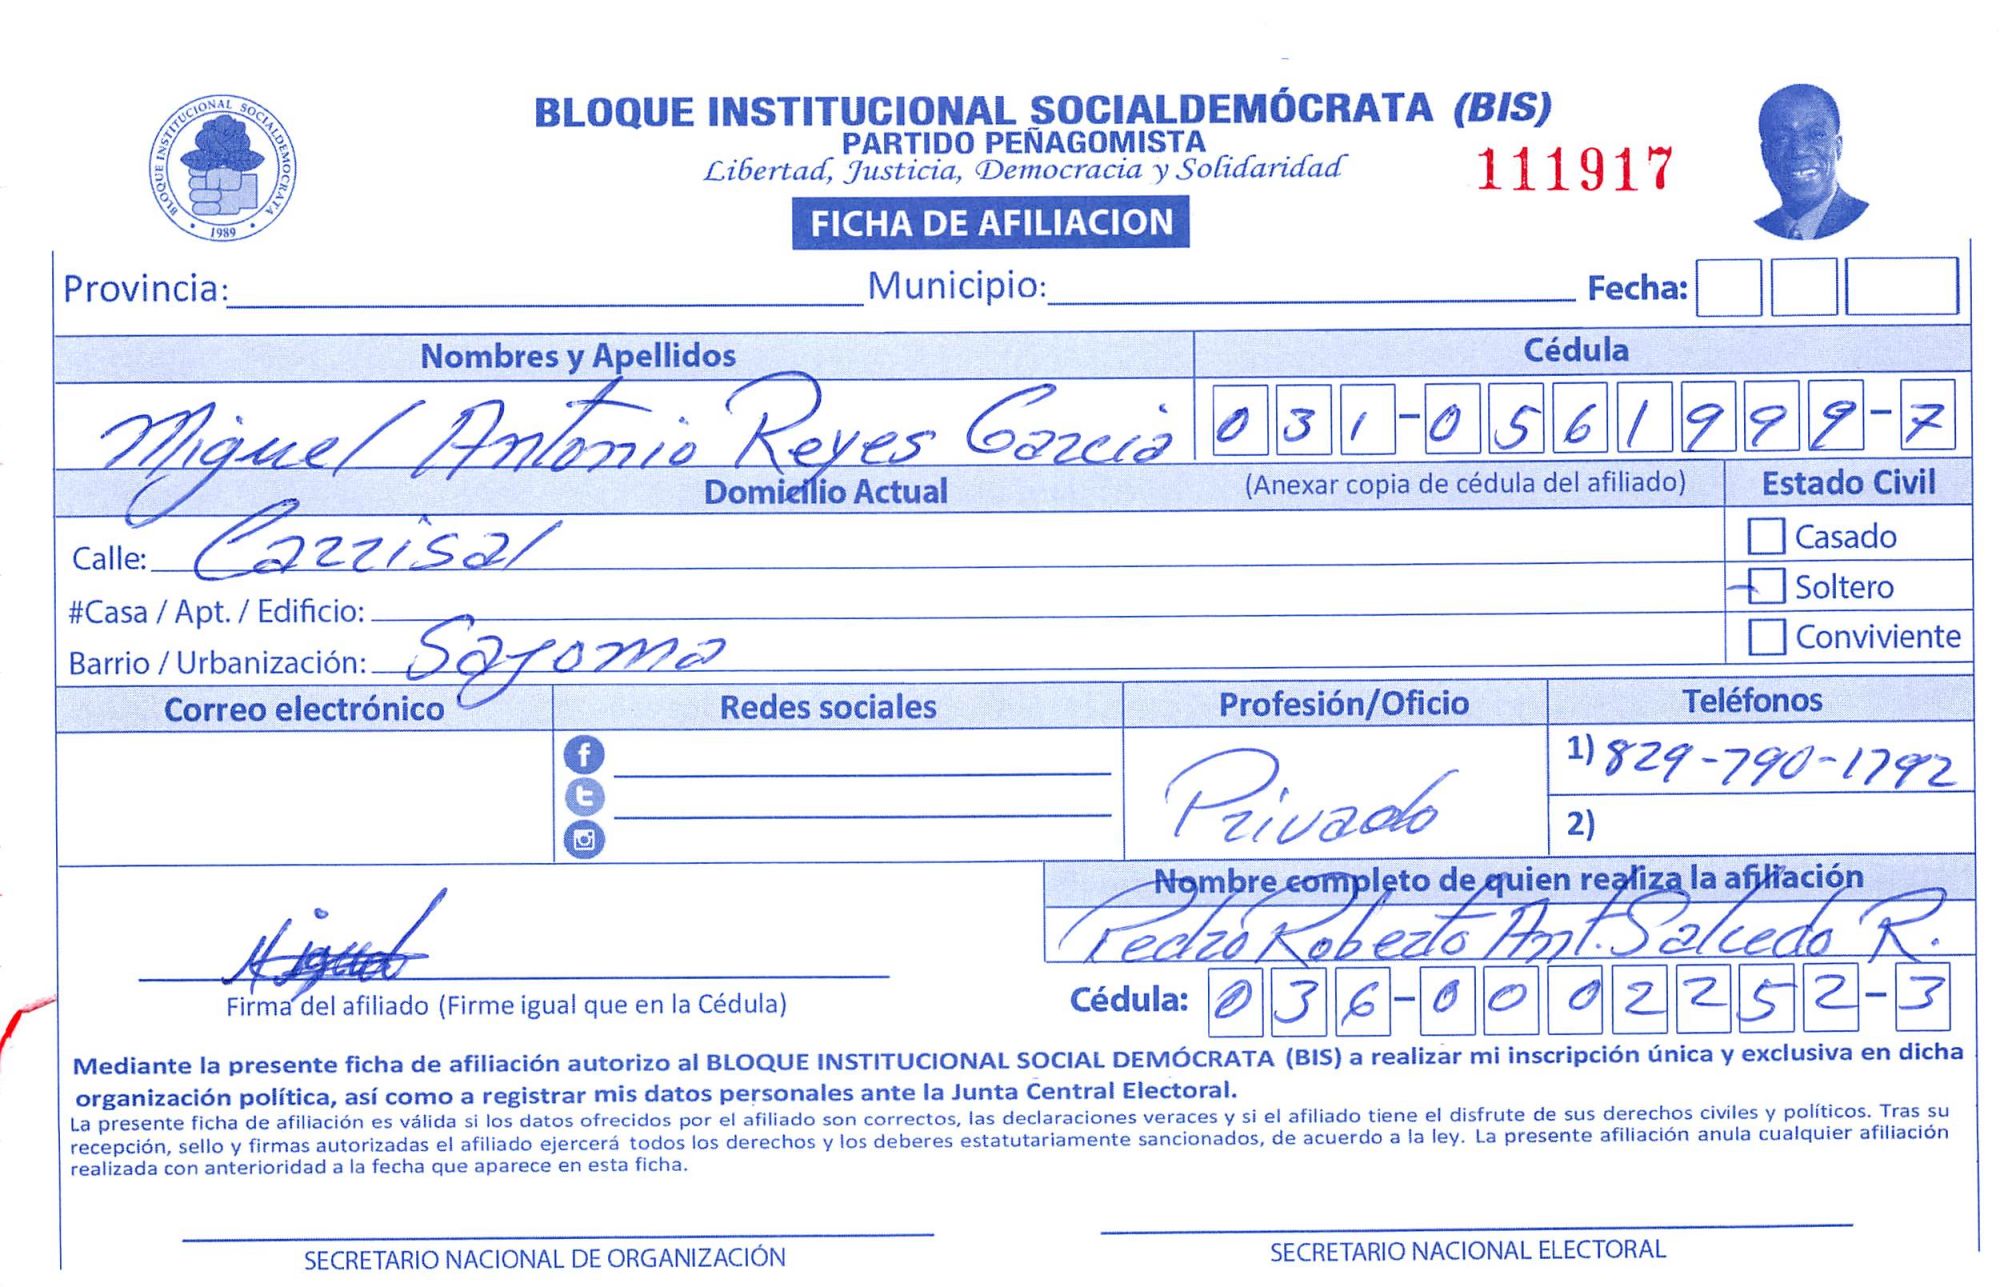 BLOQUE INSTITUCIONAL SOCIALDEMÓCRATA (BIS)
PARTIDO PEÑAGOMISTA
Libertad, Justicia, Democracia y Solidaridad
111917
FICHA DE AFILIACION
BLOQUE INSTITUCIONAL SOCIALDEMOCRATA
1989
Provincia: Municipio: Fecha:
Nombres y Apellidos Cédula
Miguel Antonio Reyes Garcia 031-0561999-7
Domicilio Actual (Anexar copia de cédula del afiliado) Estado Civil
Calle: Carrisal Casado
#Casa / Apt. / Edificio: Soltero
Barrio / Urbanización: Sajoma Conviviente
Correo electrónico Redes sociales Profesión/Oficio Teléfonos
1) 829-790-1792
Privado
2)
Nombre completo de quien realiza la afiliación
Pedro Roberto Ant. Salcedo R.
Miguel
Firma del afiliado (Firme igual que en la Cédula) Cédula: 036-0002252-3
Mediante la presente ficha de afiliación autorizo al BLOQUE INSTITUCIONAL SOCIAL DEMÓCRATA (BIS) a realizar mi inscripción única y exclusiva en dicha
organización política, así como a registrar mis datos personales ante la Junta Central Electoral.
La presente ficha de afiliación es válida si los datos ofrecidos por el afiliado son correctos, las declaraciones veraces y si el afiliado tiene el disfrute de sus derechos civiles y políticos. Tras su
recepción, sello y firmas autorizadas el afiliado ejercerá todos los derechos y los deberes estatutariamente sancionados, de acuerdo a la ley. La presente afiliación anula cualquier afiliación
realizada con anterioridad a la fecha que aparece en esta ficha.
SECRETARIO NACIONAL DE ORGANIZACIÓN SECRETARIO NACIONAL ELECTORAL